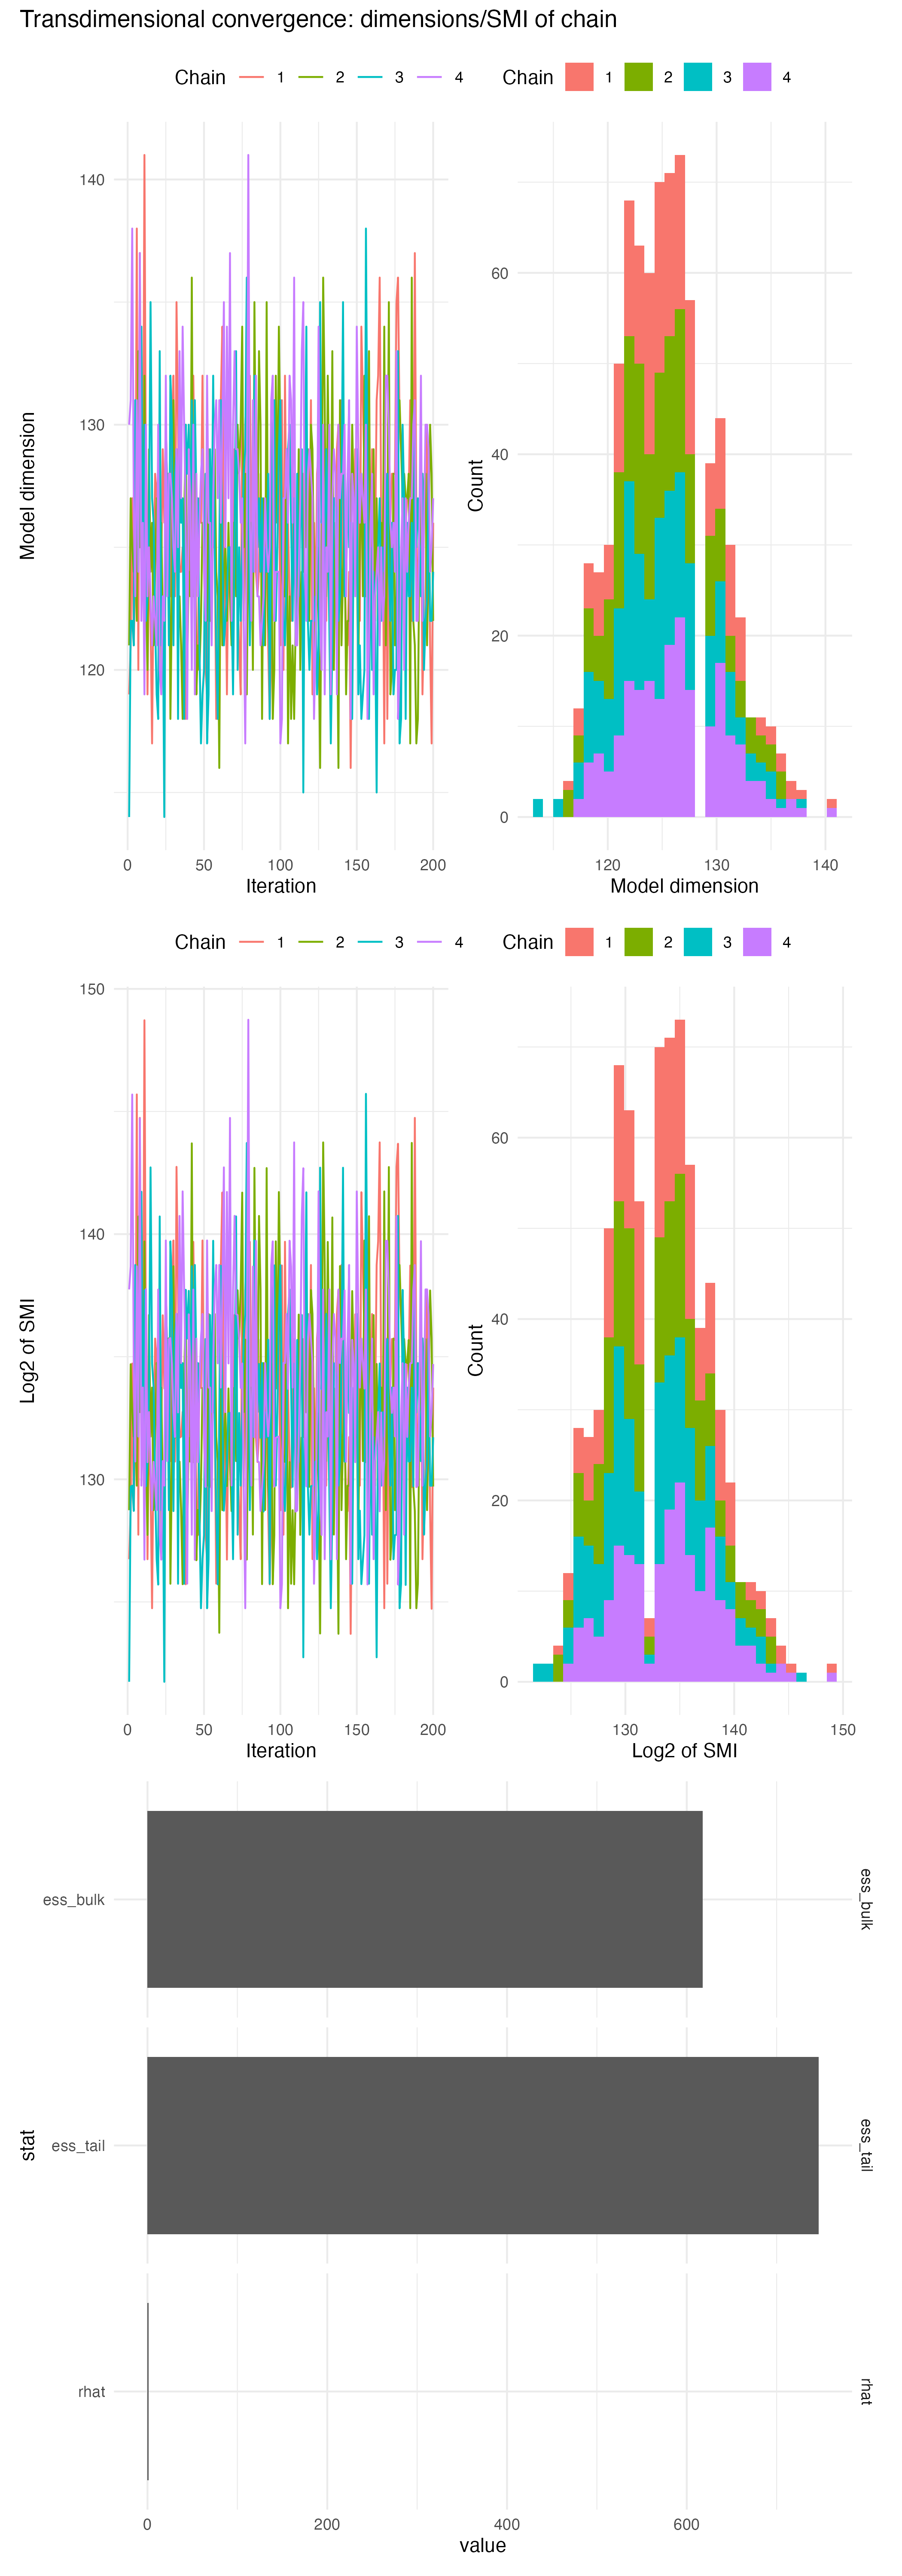 Transdimensional convergence: dimensions/SMI of chain
Chain 1 2 3 4
Chain 1 2 3 4
140
130
120
Model dimension
0 50 100 150 200
Iteration
60
40
20
0
Count
120 130 140
Model dimension
Chain 1 2 3 4
Chain 1 2 3 4
150
140
130
Log2 of SMI
0 50 100 150 200
Iteration
60
40
20
0
Count
130 140 150
Log2 of SMI
ess_bulk
ess_bulk
stat
ess_tail
ess_tail
rhat
rhat
0 200 400 600
value